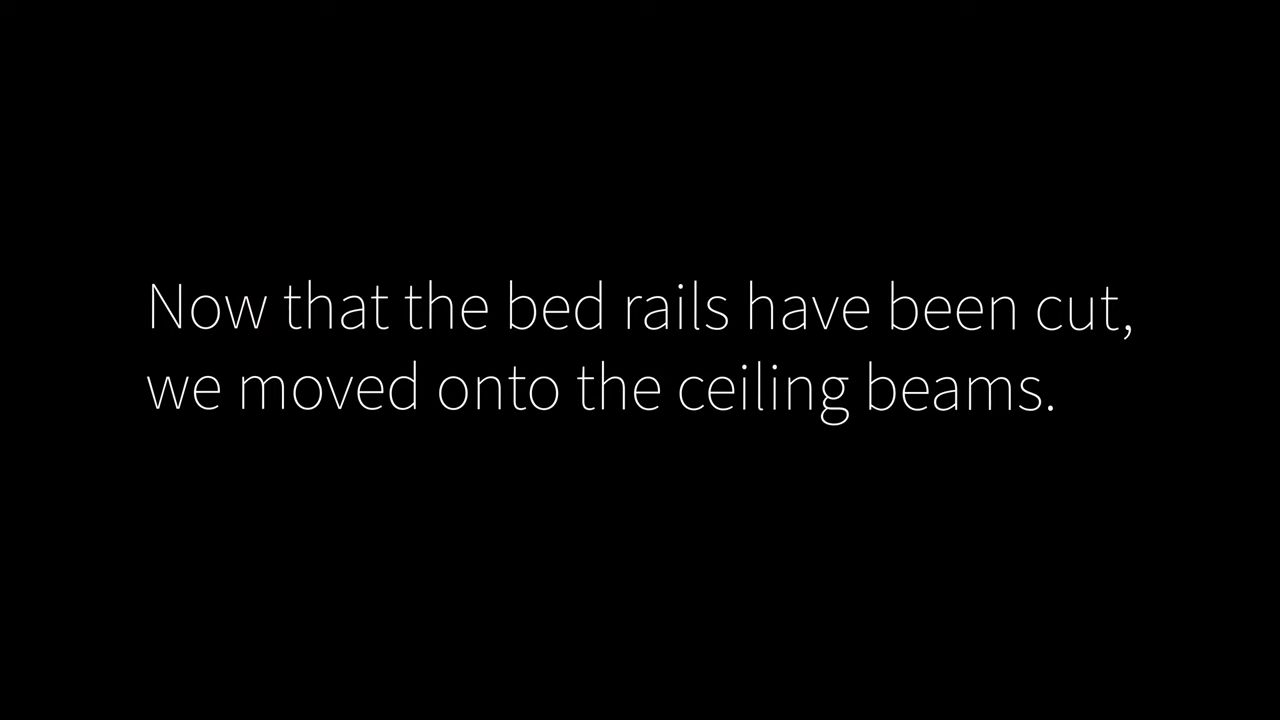 Now that the bed rails have been cut,
we moved onto the ceiling beams.